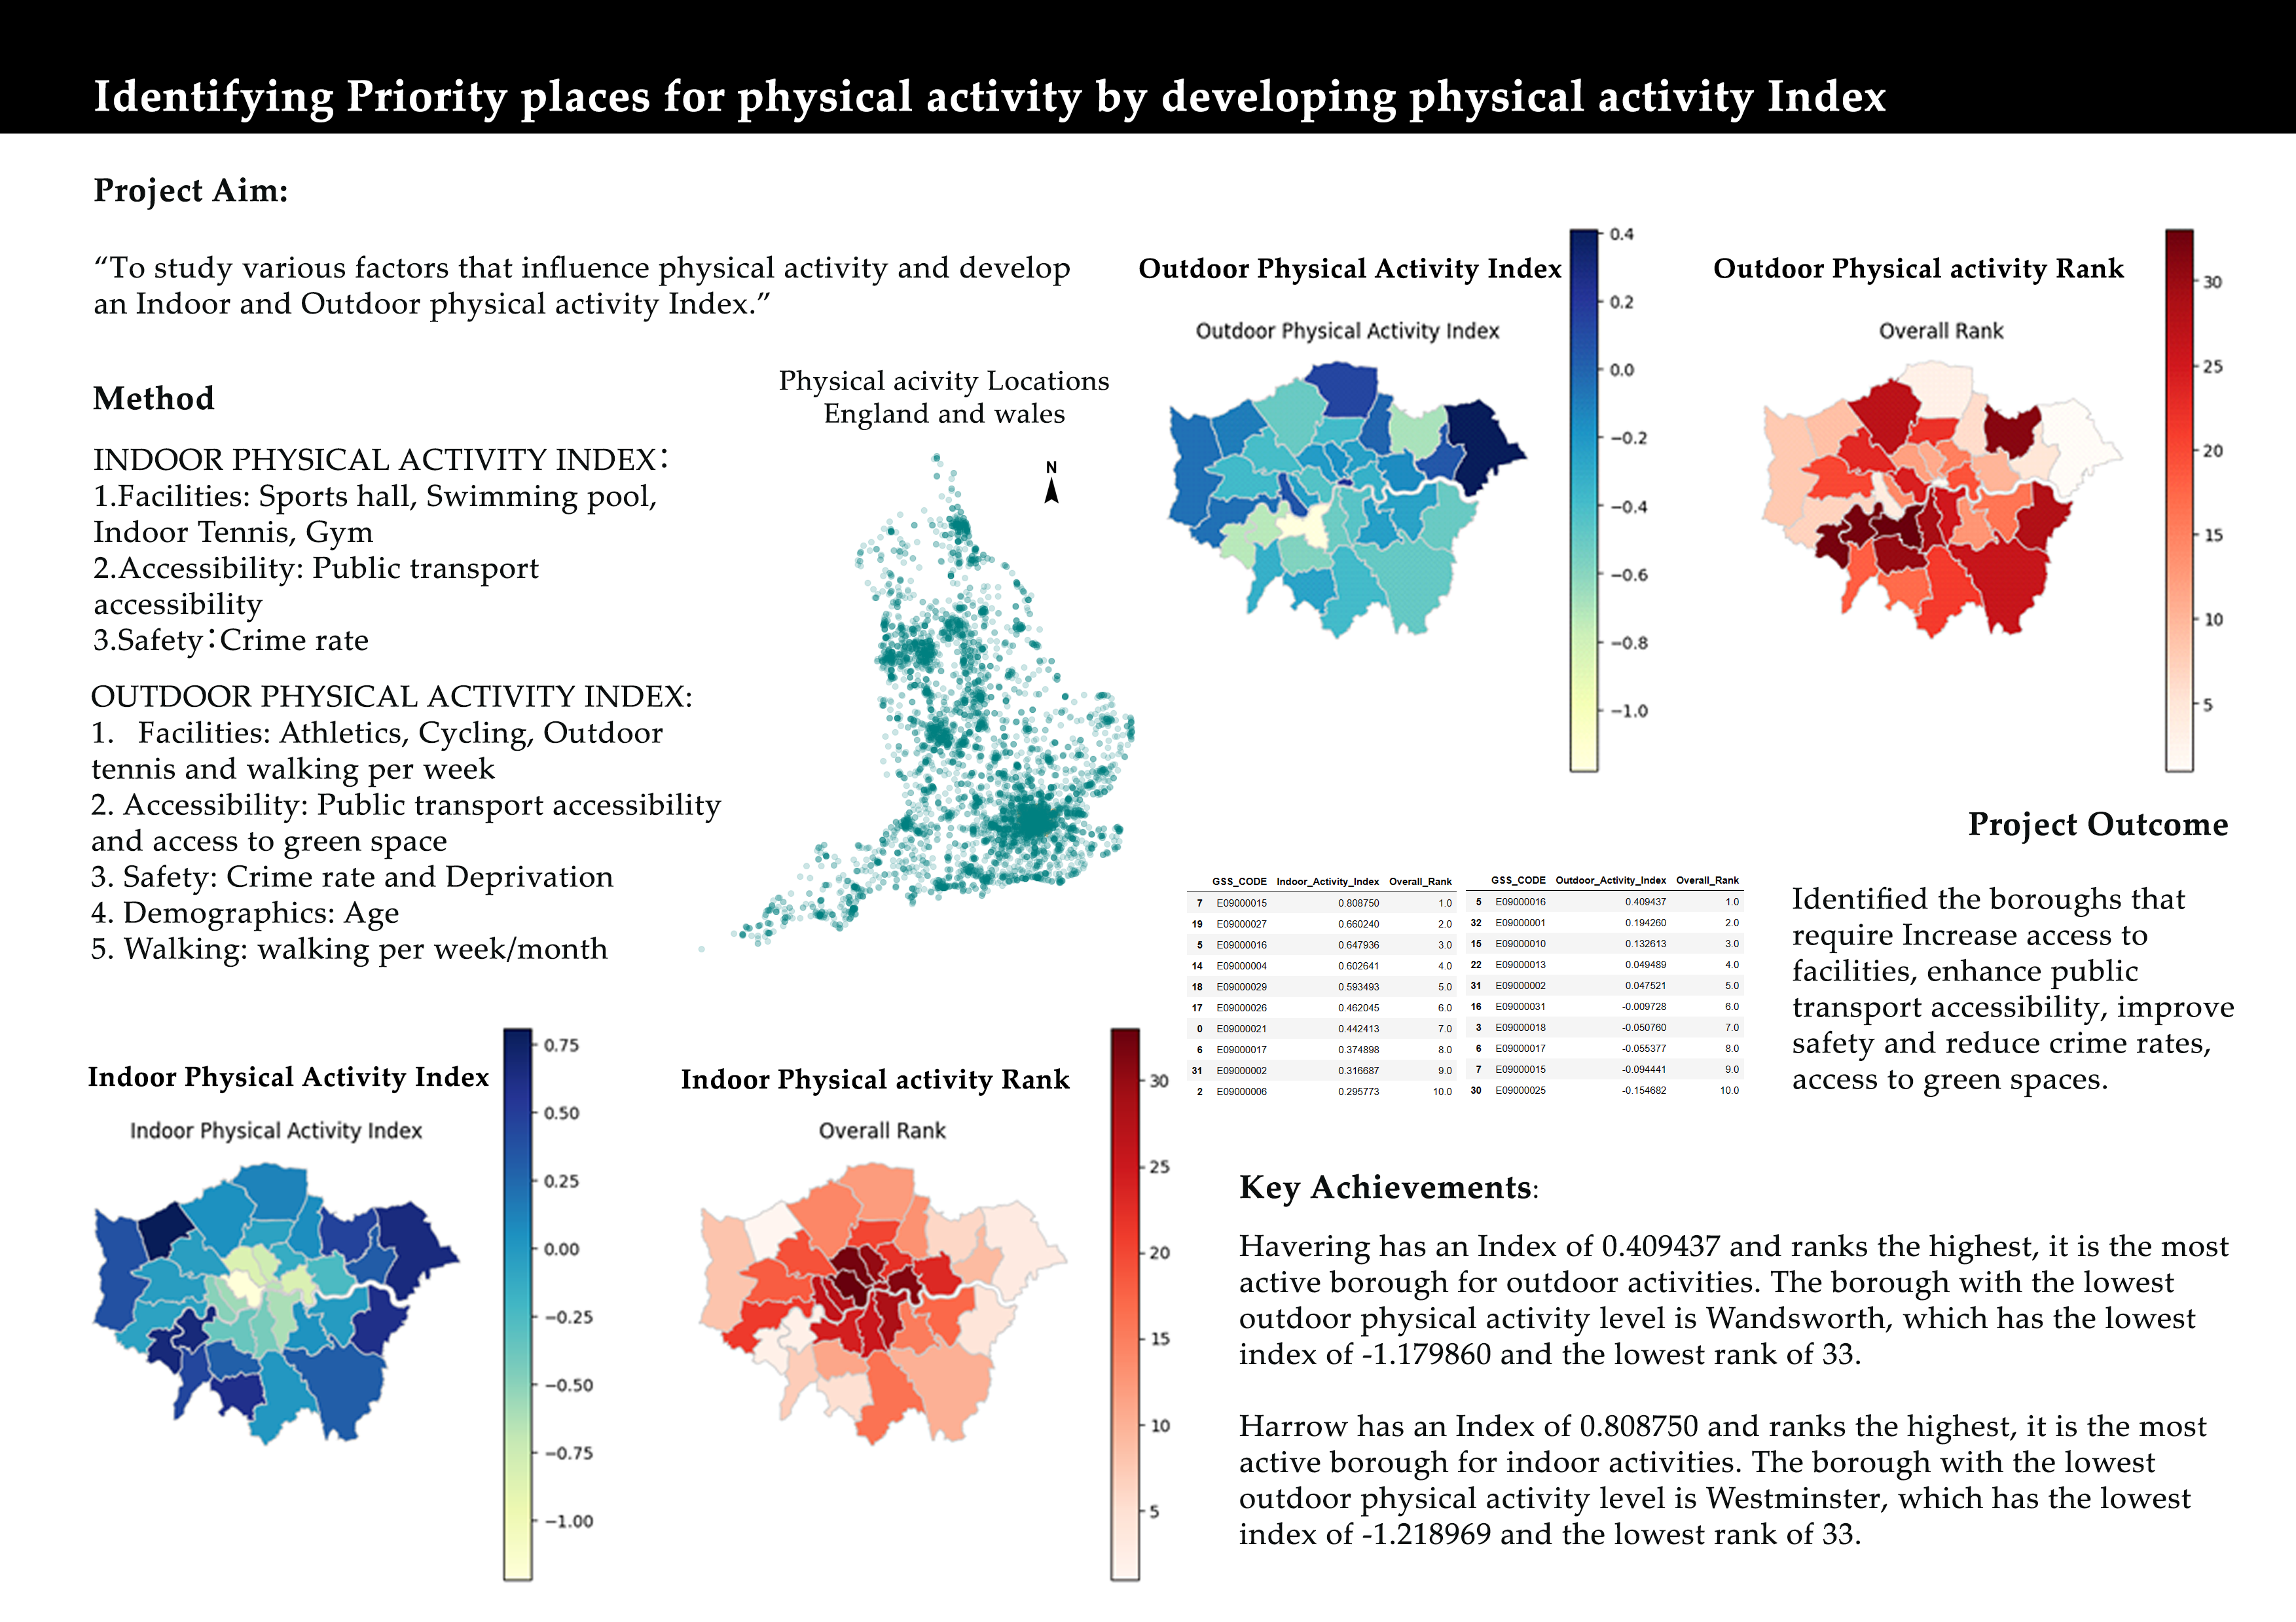 Identifying Priority places for physical activity by developing physical activity Index
Project Aim:
“To study various factors that influence physical activity and develop
an Indoor and Outdoor physical activity Index.”
Method
INDOOR PHYSICAL ACTIVITY INDEX:
1.Facilities: Sports hall, Swimming pool,
Indoor Tennis, Gym
2.Accessibility: Public transport
accessibility
3.Safety:Crime rate
OUTDOOR PHYSICAL ACTIVITY INDEX:
1. Facilities: Athletics, Cycling, Outdoor
tennis and walking per week
2. Accessibility: Public transport accessibility
and access to green space
3. Safety: Crime rate and Deprivation
4. Demographics: Age
5. Walking: walking per week/month
Physical acivity Locations
England and wales
N
Outdoor Physical Activity Index
Outdoor Physical Activity Index
0.4
0.2
0.0
−0.2
−0.4
−0.6
−0.8
−1.0
Outdoor Physical activity Rank
Overall Rank
30
25
20
15
10
5
Project Outcome
Identified the boroughs that
require Increase access to
facilities, enhance public
transport accessibility, improve
safety and reduce crime rates,
access to green spaces.
GSS_CODE Indoor_Activity_Index Overall_Rank
7 E09000015 0.808750 1.0
19 E09000027 0.660240 2.0
5 E09000016 0.647936 3.0
14 E09000004 0.602641 4.0
18 E09000029 0.593493 5.0
17 E09000026 0.462045 6.0
0 E09000021 0.442413 7.0
6 E09000017 0.374898 8.0
31 E09000002 0.316687 9.0
2 E09000006 0.295773 10.0
GSS_CODE Outdoor_Activity_Index Overall_Rank
5 E09000016 0.409437 1.0
32 E09000001 0.194260 2.0
15 E09000010 0.132613 3.0
22 E09000013 0.049489 4.0
31 E09000002 0.047521 5.0
16 E09000031 -0.009728 6.0
3 E09000018 -0.050760 7.0
6 E09000017 -0.055377 8.0
7 E09000015 -0.094441 9.0
30 E09000025 -0.154682 10.0
Indoor Physical Activity Index
Indoor Physical Activity Index
0.75
0.50
0.25
0.00
−0.25
−0.50
−0.75
−1.00
Indoor Physical activity Rank
Overall Rank
30
25
20
15
10
5
Key Achievements:
Havering has an Index of 0.409437 and ranks the highest, it is the most
active borough for outdoor activities. The borough with the lowest
outdoor physical activity level is Wandsworth, which has the lowest
index of -1.179860 and the lowest rank of 33.
Harrow has an Index of 0.808750 and ranks the highest, it is the most
active borough for indoor activities. The borough with the lowest
outdoor physical activity level is Westminster, which has the lowest
index of -1.218969 and the lowest rank of 33.